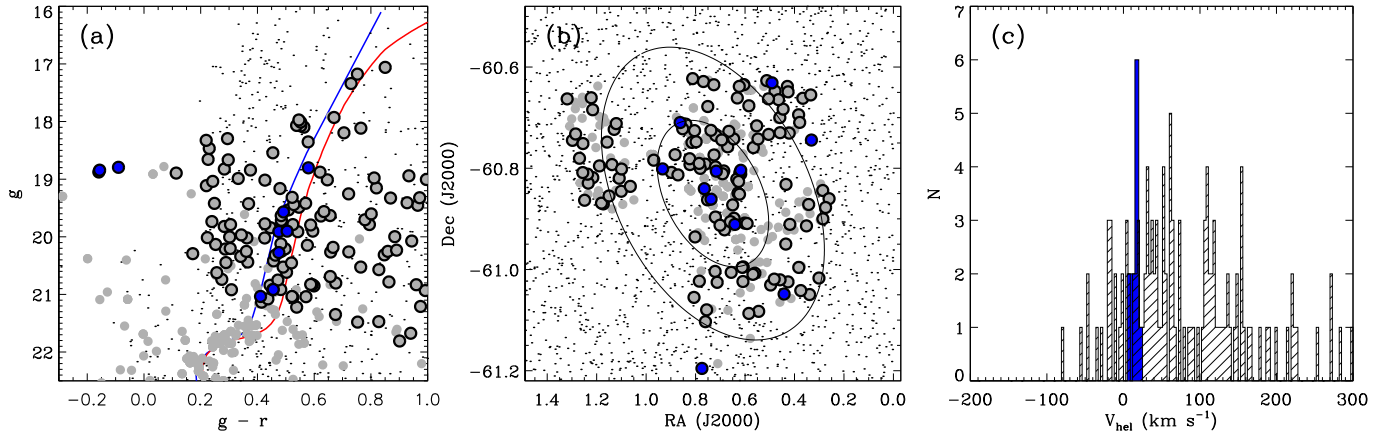 (a)
g
16
17
18
19
20
21
22
-0.2 0.0 0.2 0.4 0.6 0.8 1.0
g - r
(b)
Dec (J2000)
-60.6
-60.8
-61.0
-61.2
1.4 1.2 1.0 0.8 0.6 0.4 0.2 0.0
RA (J2000)
(c)
N
7
6
5
4
3
2
1
0
-200 -100 0 100 200 300
V_hel (km s⁻¹)